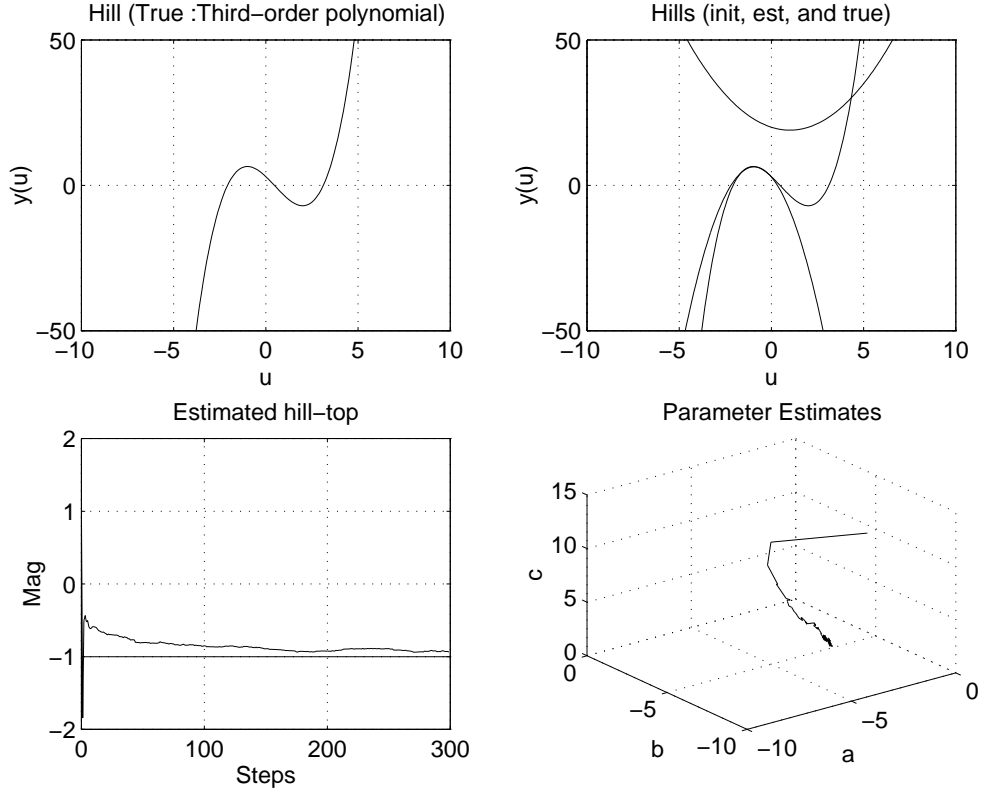 Hill (True :Third−order polynomial)
50
0
−50
y(u)
−10
−5
0
5
10
u
Hills (init, est, and true)
50
0
−50
y(u)
−10
−5
0
5
10
u
Estimated hill−top
2
1
0
−1
−2
Mag
0
100
200
300
Steps
Parameter Estimates
15
10
5
0
c
0
−5
−10
b
−10
−5
0
a